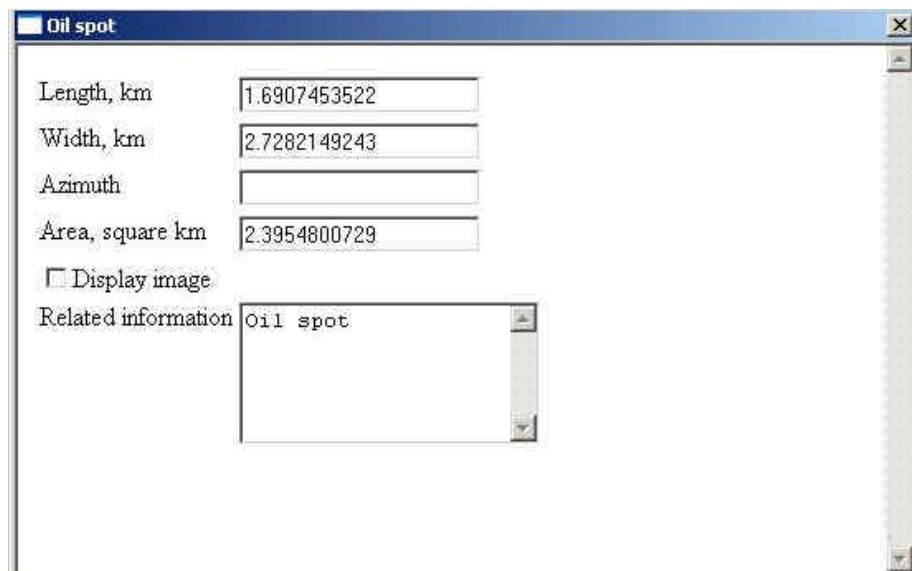 Oil spot
Length, km 1.6907453522
Width, km 2.7282149243
Azimuth
Area, square km 2.3954800729
Display image
Related information Oil spot